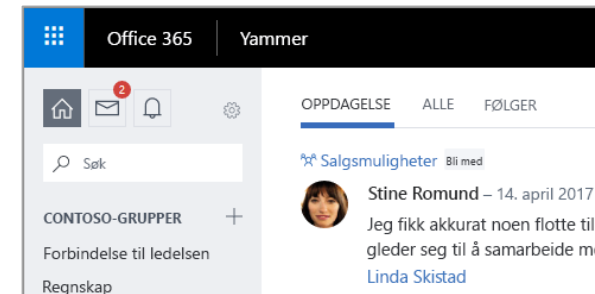 Office 365 Yammer
2
Søk
CONTOSO-GRUPPER
Forbindelse til ledelsen
Regnskap
OPPDAGELSE ALLE FØLGER
Salgsmuligheter Bli med
Stine Romund – 14. april 2017
Jeg fikk akkurat noen flotte
gleder seg til å samarbeide
Linda Skistad